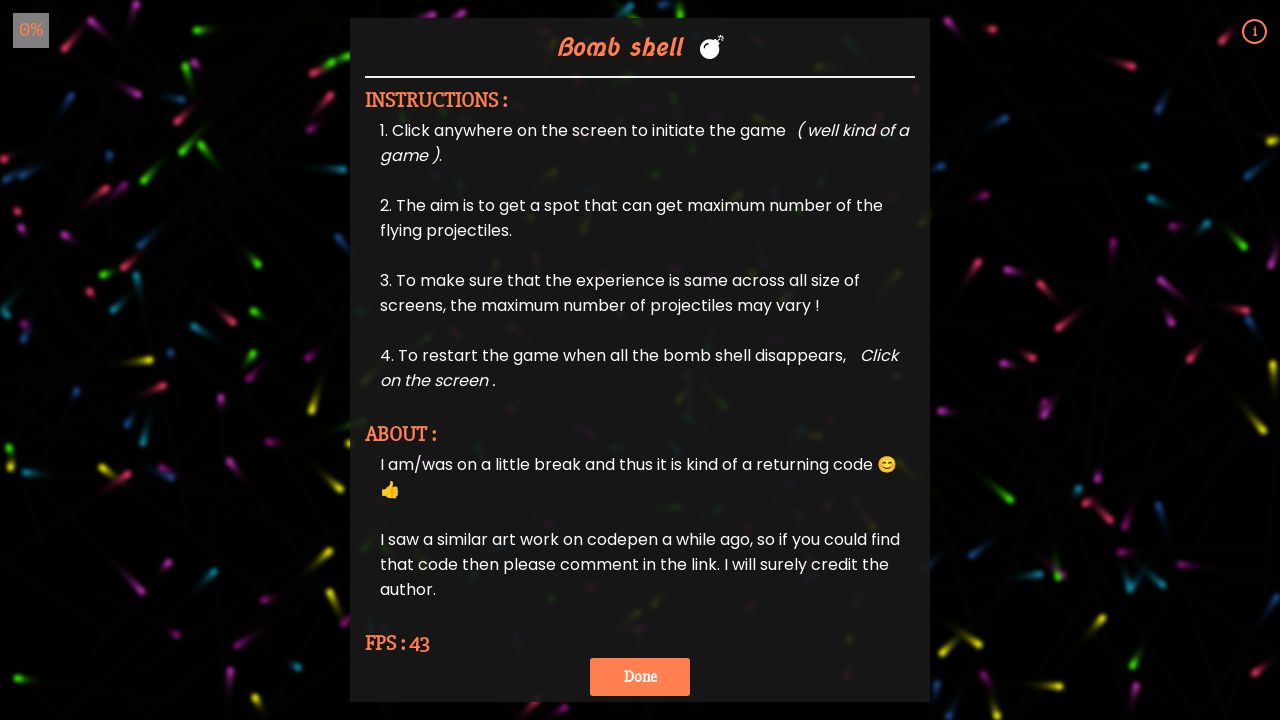 0%
Bomb shell 💣
i
INSTRUCTIONS :
1. Click anywhere on the screen to initiate the game ( well kind of a
game ).
2. The aim is to get a spot that can get maximum number of the
flying projectiles.
3. To make sure that the experience is same across all size of
screens, the maximum number of projectiles may vary !
4. To restart the game when all the bomb shell disappears, Click
on the screen .
ABOUT :
I am/was on a little break and thus it is kind of a returning code 😊
👍
I saw a similar art work on codepen a while ago, so if you could find
that code then please comment in the link. I will surely credit the
author.
FPS : 43
Done